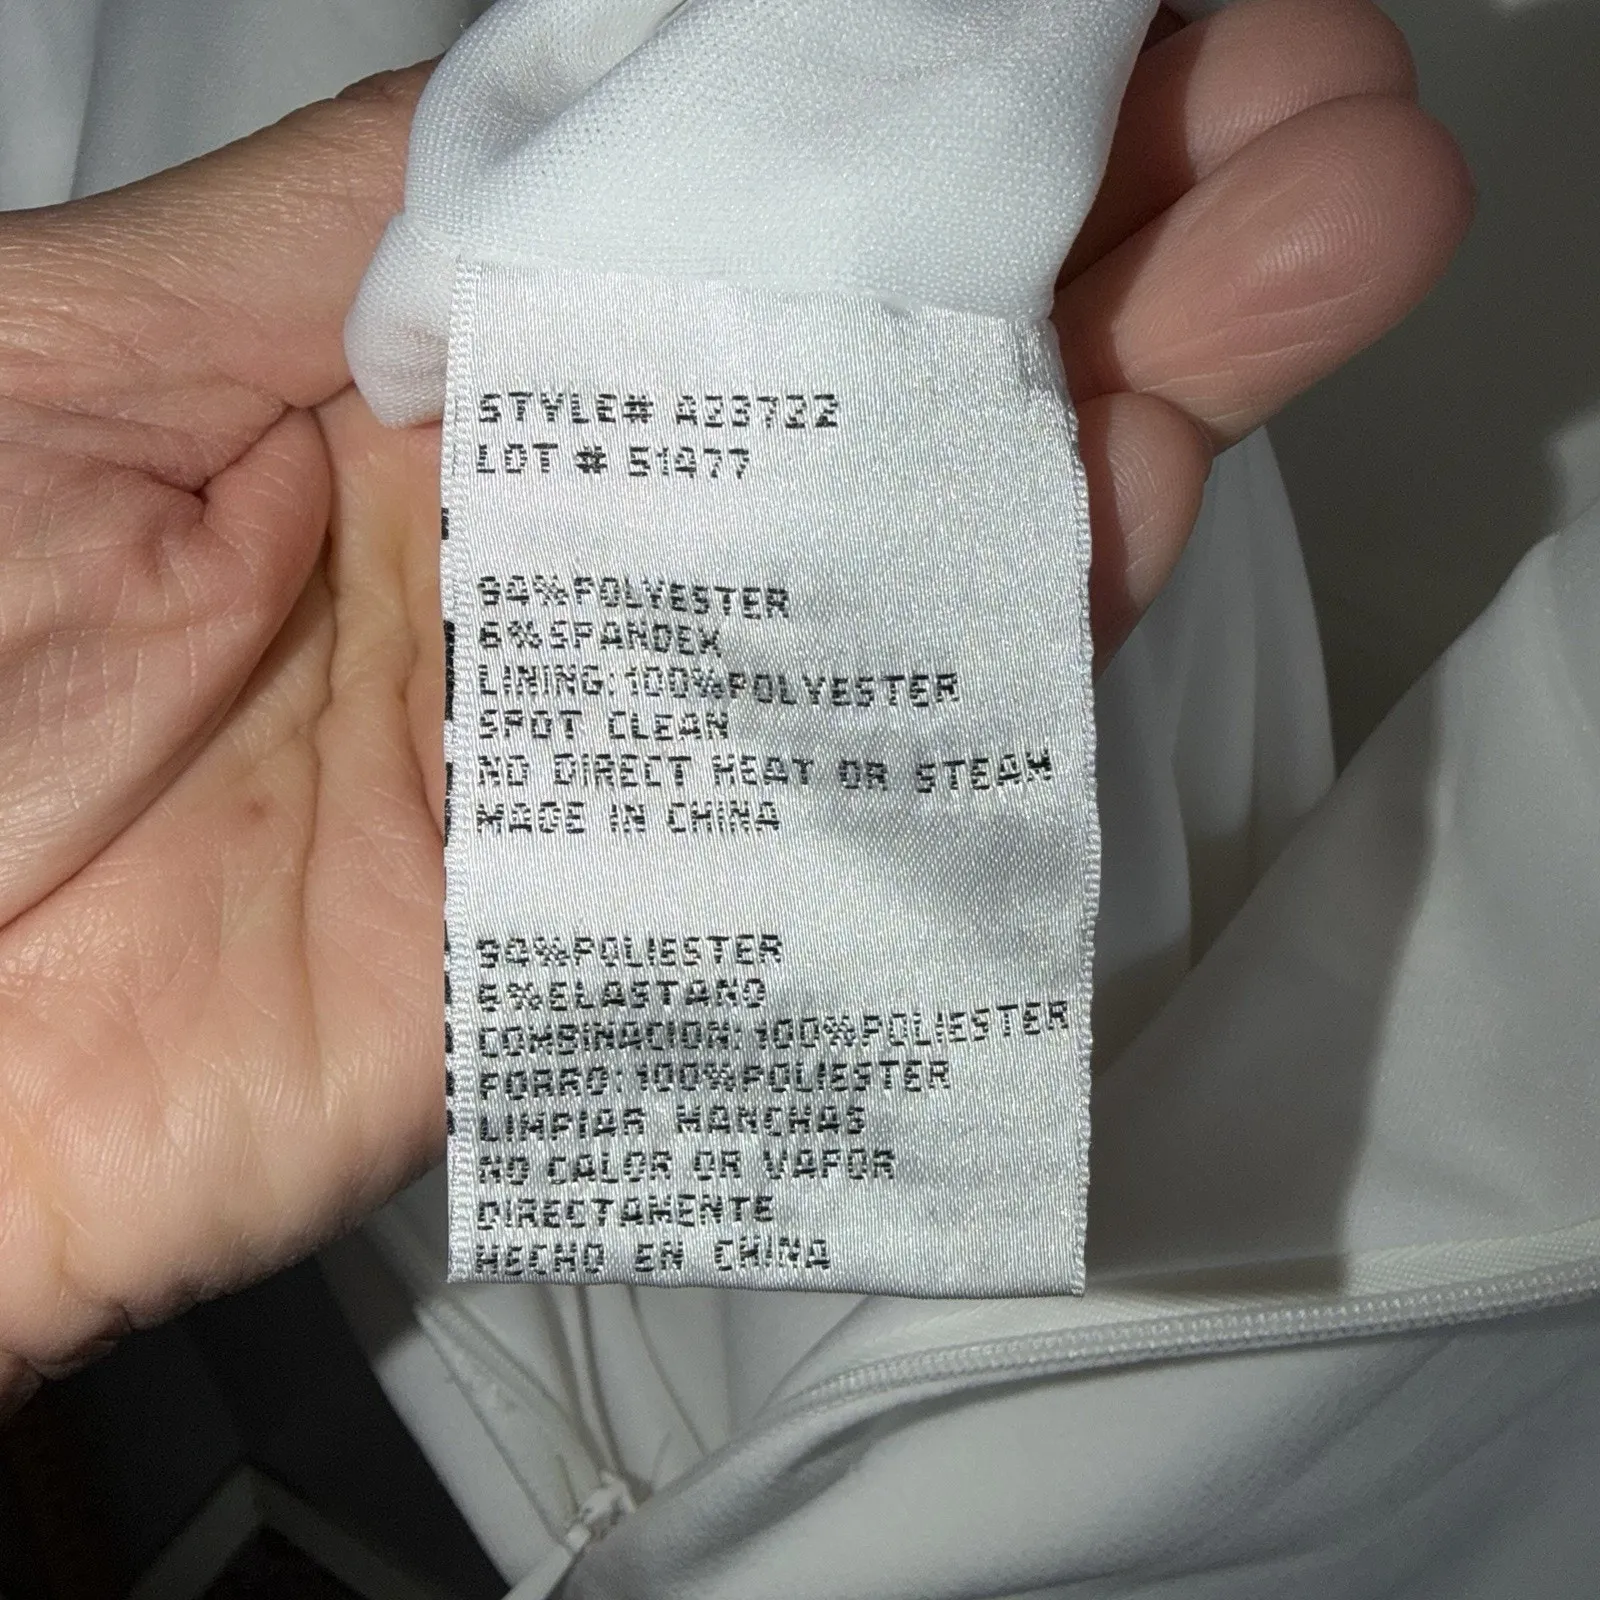 STYLE# A23722
LOT # 51477
94%POLYESTER
6%SPANDEX
LINING:100%POLYESTER
SPOT CLEAN
NO DIRECT HEAT OR STEAM
MADE IN CHINA
94%POLIESTER
6%ELASTANO
COMBINACION:100%POLIESTER
FORRO:100%POLIESTER
LIMPIAR MANCHAS
NO CALOR OR VAPOR
DIRECTAMENTE
HECHO EN CHINA